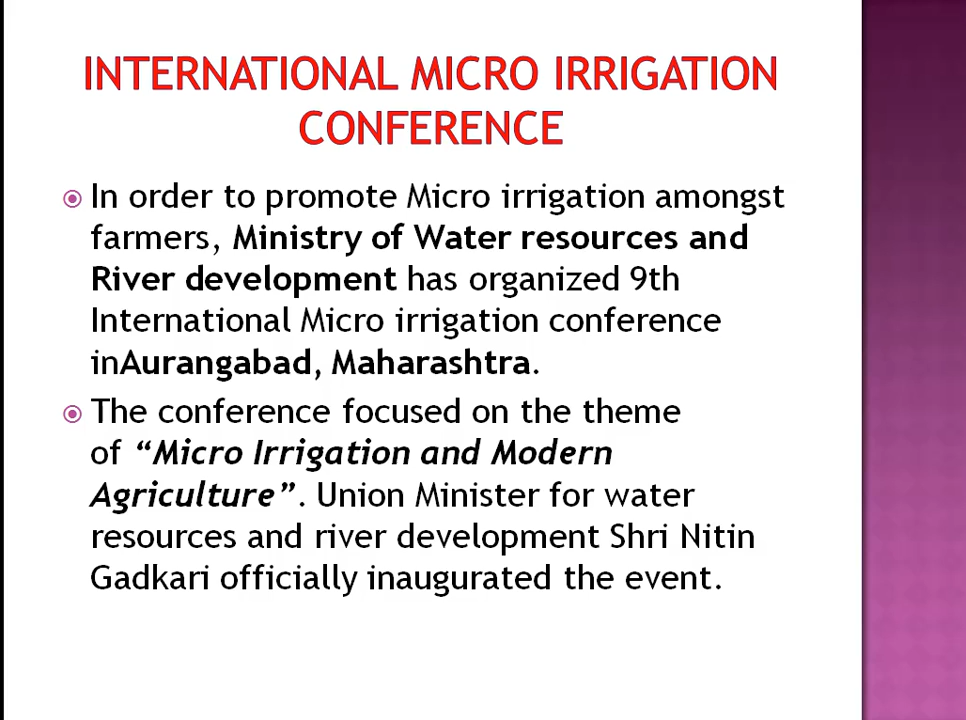 INTERNATIONAL MICRO IRRIGATION
CONFERENCE
In order to promote Micro irrigation amongst
farmers, Ministry of Water resources and
River development has organized 9th
International Micro irrigation conference
inAurangabad, Maharashtra.
The conference focused on the theme
of “Micro Irrigation and Modern
Agriculture”. Union Minister for water
resources and river development Shri Nitin
Gadkari officially inaugurated the event.